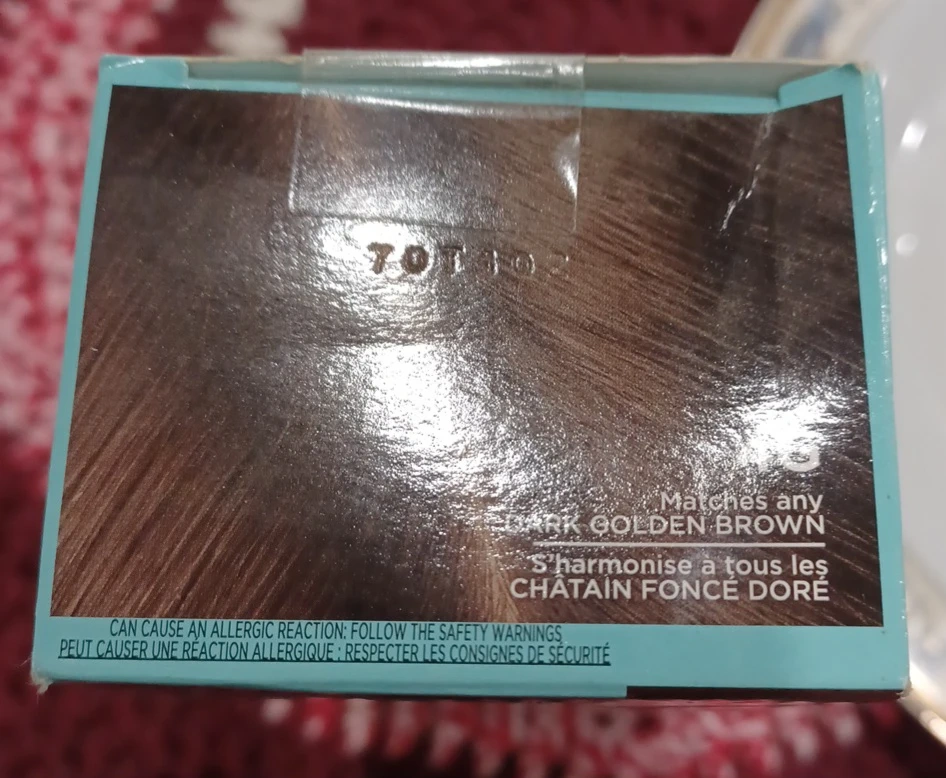 Matches any
DARK GOLDEN BROWN
S'harmonise à tous les
CHÂTAIN FONCÉ DORÉ
CAN CAUSE AN ALLERGIC REACTION: FOLLOW THE SAFETY WARNINGS
PEUT CAUSER UNE RÉACTION ALLERGIQUE : RESPECTER LES CONSIGNES DE SÉCURITÉ